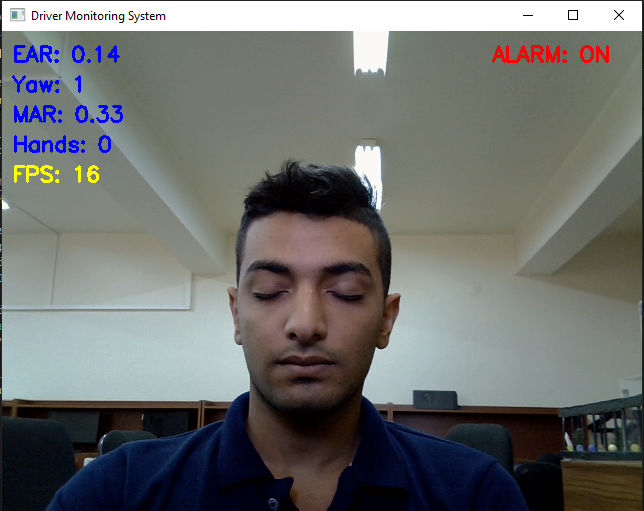 Driver Monitoring System
EAR: 0.14
ALARM: ON
Yaw: 1
MAR: 0.33
Hands: 0
FPS: 16